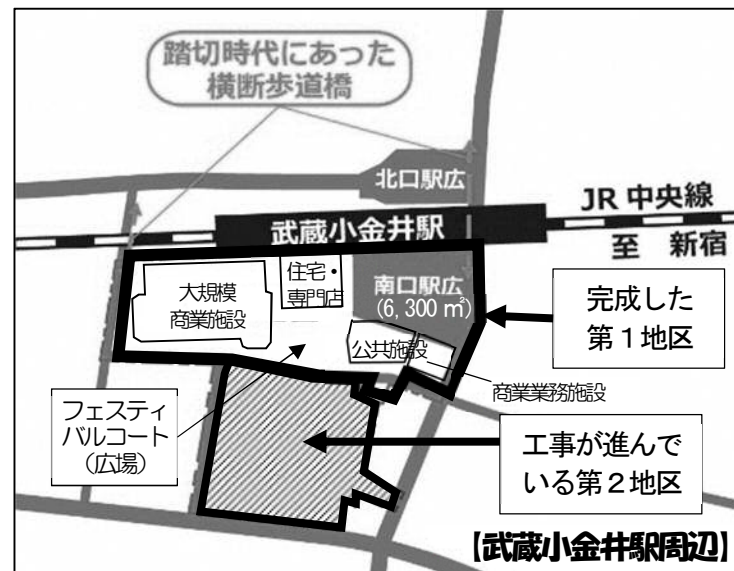 踏切時代にあった
横断歩道橋
北口駅広
JR 中央線
武蔵小金井駅
至 新宿
住宅・
専門店
大規模
商業施設
南口駅広
(6,300 ㎡)
完成した
第1地区
公共施設
商業業務施設
フェスティ
バルコート
(広場)
工事が進んで
いる第2地区
【武蔵小金井駅周辺】